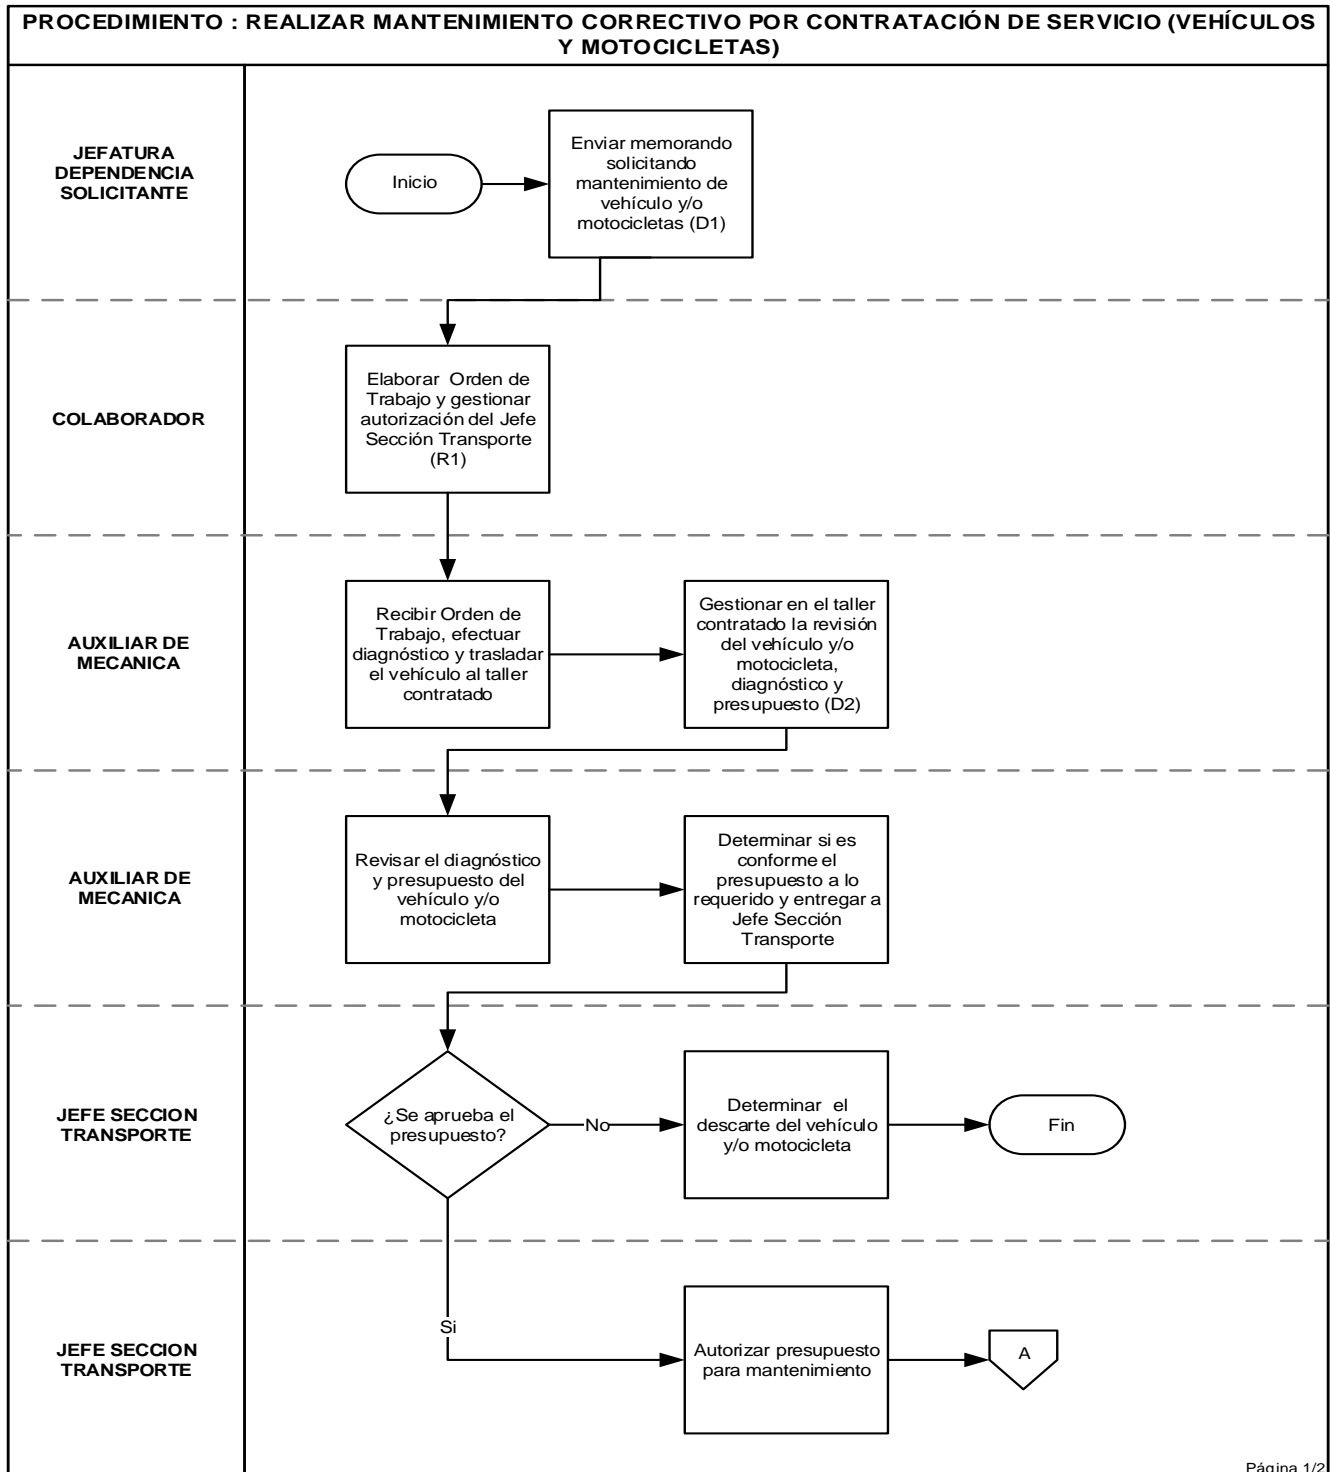 PROCEDIMIENTO : REALIZAR MANTENIMIENTO CORRECTIVO POR CONTRATACIÓN DE SERVICIO (VEHÍCULOS
Y MOTOCICLETAS)
JEFATURA
DEPENDENCIA
SOLICITANTE
Inicio
Enviar memorando
solicitando
mantenimiento de
vehículo y/o
motocicletas (D1)
COLABORADOR
Elaborar Orden de
Trabajo y gestionar
autorización del Jefe
Sección Transporte
(R1)
AUXILIAR DE
MECANICA
Recibir Orden de
Trabajo, efectuar
diagnóstico y trasladar
el vehículo al taller
contratado
Gestionar en el taller
contratado la revisión
del vehículo y/o
motocicleta,
diagnóstico y
presupuesto (D2)
AUXILIAR DE
MECANICA
Revisar el diagnóstico
y presupuesto del
vehículo y/o
motocicleta
Determinar si es
conforme el
presupuesto a lo
requerido y entregar a
Jefe Sección
Transporte
JEFE SECCION
TRANSPORTE
¿Se aprueba el
presupuesto?
No
Determinar el
descarte del vehículo
y/o motocicleta
Fin
Si
JEFE SECCION
TRANSPORTE
Autorizar presupuesto
para mantenimiento
A
Página 1/2